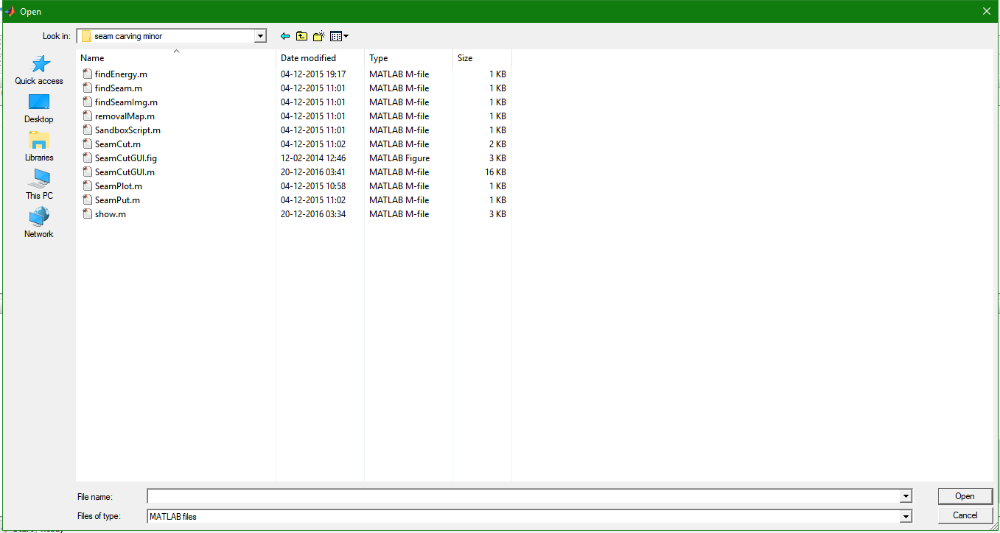 Open
Look in: seam carving minor
Quick access
Desktop
Libraries
This PC
Network
Name Date modified Type Size
findEnergy.m 04-12-2015 19:17 MATLAB M-file 1 KB
findSeam.m 04-12-2015 11:01 MATLAB M-file 1 KB
findSeamImg.m 04-12-2015 11:01 MATLAB M-file 1 KB
removalMap.m 04-12-2015 11:01 MATLAB M-file 1 KB
SandboxScript.m 04-12-2015 11:01 MATLAB M-file 1 KB
SeamCut.m 04-12-2015 11:02 MATLAB M-file 2 KB
SeamCutGUI.fig 12-02-2014 12:46 MATLAB Figure 3 KB
SeamCutGUI.m 20-12-2016 03:41 MATLAB M-file 16 KB
SeamPlot.m 04-12-2015 10:58 MATLAB M-file 1 KB
SeamPut.m 04-12-2015 11:02 MATLAB M-file 1 KB
show.m 20-12-2016 03:34 MATLAB M-file 3 KB
File name: Open
Files of type: MATLAB files Cancel